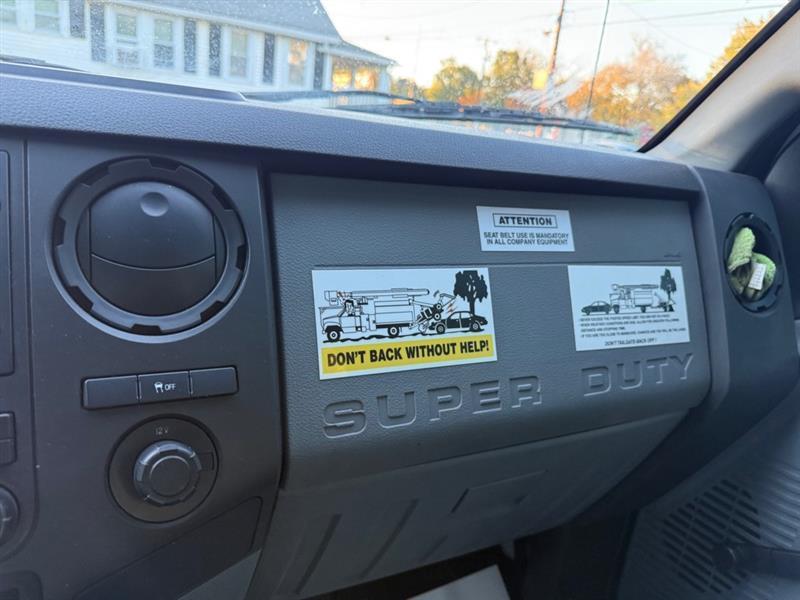 ATTENTION
SEAT BELT USE IS MANDATORY
IN ALL COMPANY EQUIPMENT
DON'T BACK WITHOUT HELP!
DON'T TAILGATE BACK OFF!
SUPER DUTY
OFF
12V